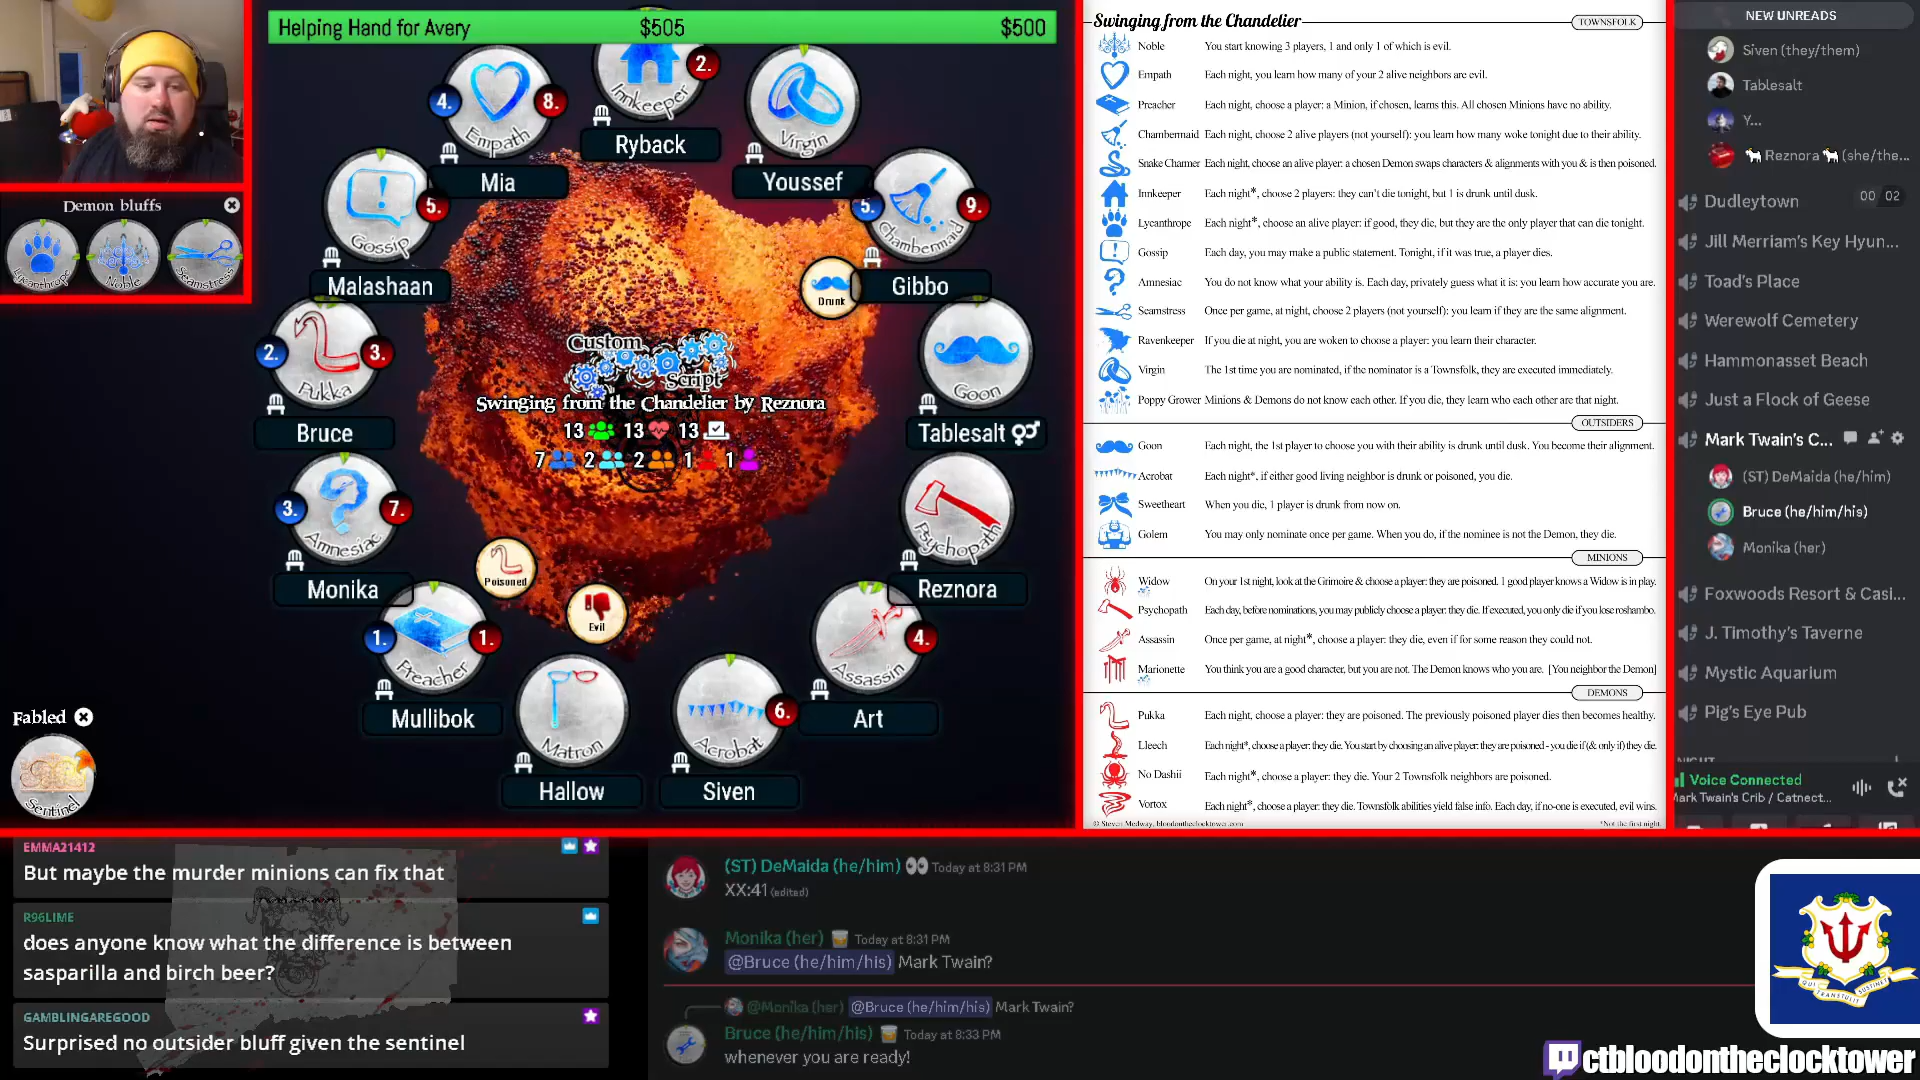 Helping Hand for Avery $505 $500
Demon bluffs
Lycanthrope
Noble
Seamstress
Innkeeper
2.
Ryback
Virgin
Youssef
4.
Empath
8.
Mia
Gossip
5.
Malashaan
5.
Chambermaid
9.
Gibbo
Drunk
2.
Pukka
3.
Bruce
Goon
Tablesalt
Custom
Script
Swinging from the Chandelier by Reznora
13 13 13
7 2 2 1 1
3.
Amnesiac
7.
Monika
Psychopath
Reznora
Poisoned
Evil
1.
Preacher
1.
Mullibok
Matron
Hallow
Acrobat
6.
Siven
Assassin
4.
Art
Fabled
Sentinel
Swinging from the Chandelier
TOWNSFOLK
Noble You start knowing 3 players, 1 and only 1 of which is evil.
Empath Each night, you learn how many of your 2 alive neighbors are evil.
Preacher Each night, choose a player: a Minion, if chosen, learns this. All chosen Minions have no ability.
Chambermaid Each night, choose 2 alive players (not yourself): you learn how many woke tonight due to their ability.
Snake Charmer Each night, choose an alive player: a chosen Demon swaps characters & alignments with you & is then poisoned.
Innkeeper Each night*, choose 2 players: they can't die tonight, but 1 is drunk until dusk.
Lycanthrope Each night*, choose an alive player: if good, they die, but they are the only player that can die tonight.
Gossip Each day, you may make a public statement. Tonight, if it was true, a player dies.
Amnesiac You do not know what your ability is. Each day, privately guess what it is: you learn how accurate you are.
Seamstress Once per game, at night, choose 2 players (not yourself): you learn if they are the same alignment.
Ravenkeeper If you die at night, you are woken to choose a player: you learn their character.
Virgin The 1st time you are nominated, if the nominator is a Townsfolk, they are executed immediately.
Poppy Grower Minions & Demons do not know each other. If you die, they learn who each other are that night.
OUTSIDERS
Goon Each night, the 1st player to choose you with their ability is drunk until dusk. You become their alignment.
Acrobat Each night*, if either good living neighbor is drunk or poisoned, you die.
Sweetheart When you die, 1 player is drunk from now on.
Golem You may only nominate once per game. When you do, if the nominee is not the Demon, they die.
MINIONS
Widow On your 1st night, look at the Grimoire & choose a player: they are poisoned. 1 good player knows a Widow is in play.
Psychopath Each day, before nominations, you may publicly choose a player: they die. If executed, you only die if you lose roshambo.
Assassin Once per game, at night*, choose a player: they die, even if for some reason they could not.
Marionette You think you are a good character, but you are not. The Demon knows who you are. [You neighbor the Demon]
DEMONS
Pukka Each night, choose a player: they are poisoned. The previously poisoned player dies then becomes healthy.
Lleech Each night*, choose a player: they die. You start by choosing an alive player: they are poisoned - you die if (& only if) they die.
No Dashii Each night*, choose a player: they die. Your 2 Townsfolk neighbors are poisoned.
Vortox Each night*, choose a player: they die. Townsfolk abilities yield false info. Each day, if no-one is executed, evil wins.
© Steven Medway, bloodontheclocktower.com *Not the first night
NEW UNREADS
Siven (they/them)
Tablesalt
Y...
Reznora (she/the...
Dudleytown 00 02
Jill Merriam's Key Hyun...
Toad's Place
Werewolf Cemetery
Hammonasset Beach
Just a Flock of Geese
Mark Twain's C...
(ST) DeMaida (he/him)
Bruce (he/him/his)
Monika (her)
Foxwoods Resort & Casi...
J. Timothy's Taverne
Mystic Aquarium
Pig's Eye Pub
Voice Connected
Mark Twain's Crib / Catnect...
EMMA21412
But maybe the murder minions can fix that
R96LIME
does anyone know what the difference is between
sasparilla and birch beer?
GAMBLINGAREGOOD
Surprised no outsider bluff given the sentinel
(ST) DeMaida (he/him) Today at 8:31 PM
XX:41 (edited)
Monika (her) Today at 8:31 PM
@Bruce (he/him/his) Mark Twain?
@Monika (her) @Bruce (he/him/his) Mark Twain?
Bruce (he/him/his) Today at 8:33 PM
whenever you are ready!
QUI TRANSTULIT SUSTINET
ctbloodontheclocktower